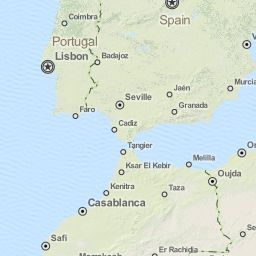 Coimbra
Spain
Portugal
Lisbon
Badajoz
Murcia
Jaén
Seville
Granada
Faro
Cadiz
Tangier
Melilla
Ksar El Kebir
Oujda
Kenitra
Taza
Casablanca
Safi
Er Rachidia